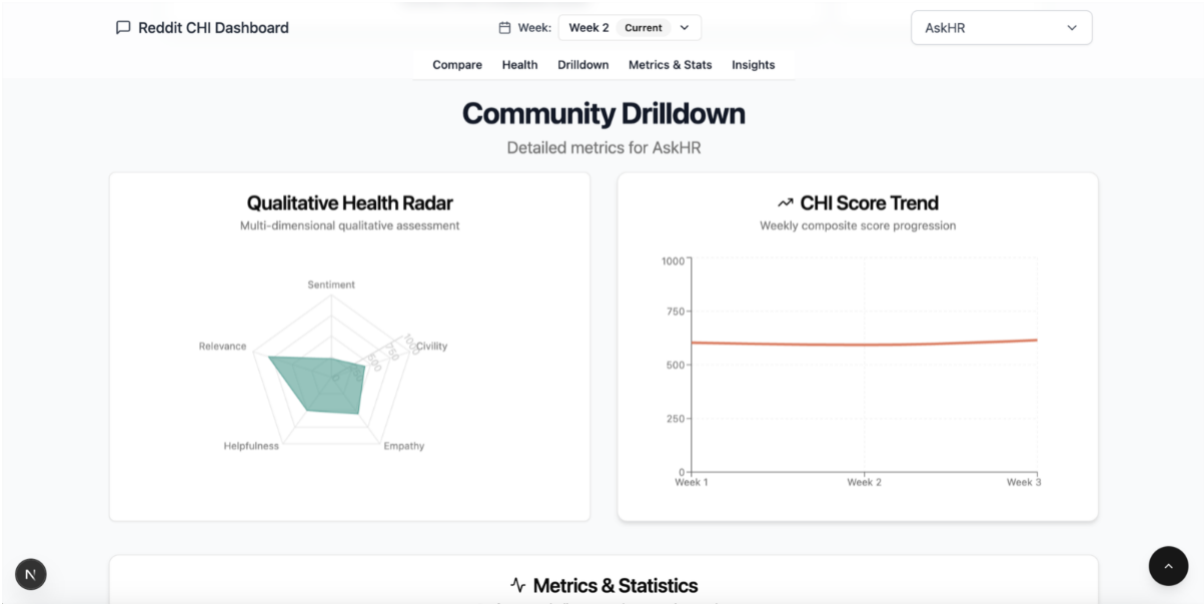 Reddit CHI Dashboard
Week: Week 2 Current
AskHR
Compare Health Drilldown Metrics & Stats Insights
Community Drilldown
Detailed metrics for AskHR
Qualitative Health Radar
Multi-dimensional qualitative assessment
Sentiment
Relevance
Civility
Helpfulness
Empathy
CHI Score Trend
Weekly composite score progression
1000
750
500
250
0
Week 1 Week 2 Week 3
N
Metrics & Statistics